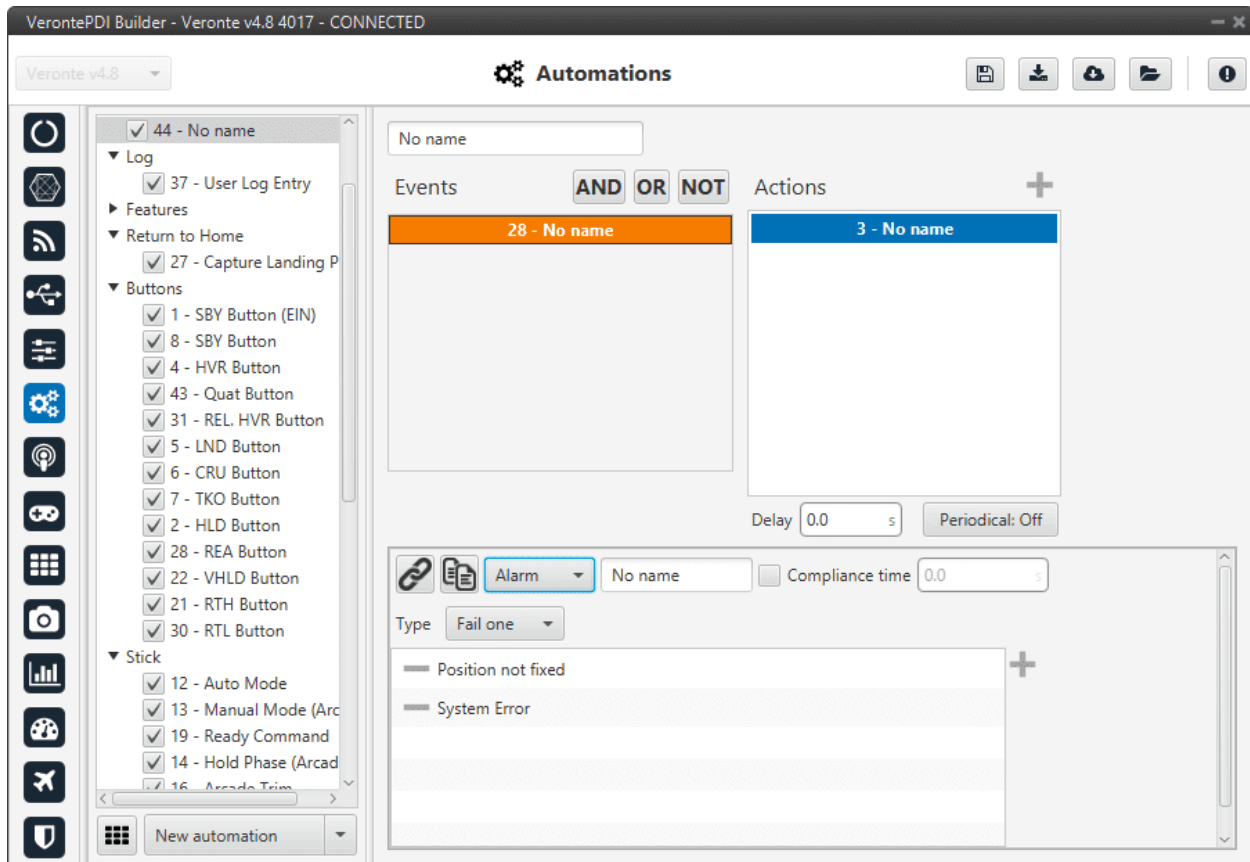 VerontePDI Builder - Veronte v4.8 4017 - CONNECTED
Veronte v4.8
Automations
44 - No name
Log
37 - User Log Entry
Features
Return to Home
27 - Capture Landing P
Buttons
1 - SBY Button (EIN)
8 - SBY Button
4 - HVR Button
43 - Quat Button
31 - REL. HVR Button
5 - LND Button
6 - CRU Button
7 - TKO Button
2 - HLD Button
28 - REA Button
22 - VHLD Button
21 - RTH Button
30 - RTL Button
Stick
12 - Auto Mode
13 - Manual Mode (Arc
19 - Ready Command
14 - Hold Phase (Arcad
16 - Arcade Trim
New automation
No name
Events AND OR NOT Actions
28 - No name
3 - No name
Delay 0.0 s Periodical: Off
Alarm No name Compliance time 0.0 s
Type Fail one
Position not fixed
System Error